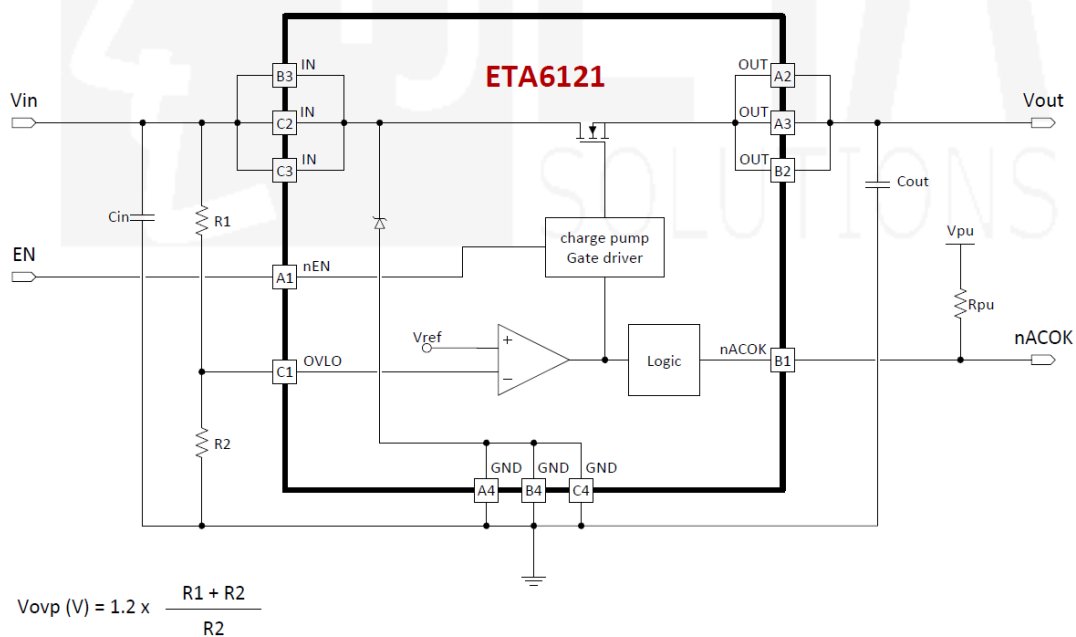 ETA6121
Vin
B3 IN
C2 IN
C3 IN
OUT A2
OUT A3
OUT B2
Vout
SOLUTIONS
Cin
R1
Cout
charge pump
Gate driver
EN
A1 nEN
Vpu
Rpu
Vref
+
−
C1 OVLO
Logic
nACOK B1
nACOK
R2
GND GND GND
A4 B4 C4
Vovp (V) = 1.2 x R1 + R2
R2